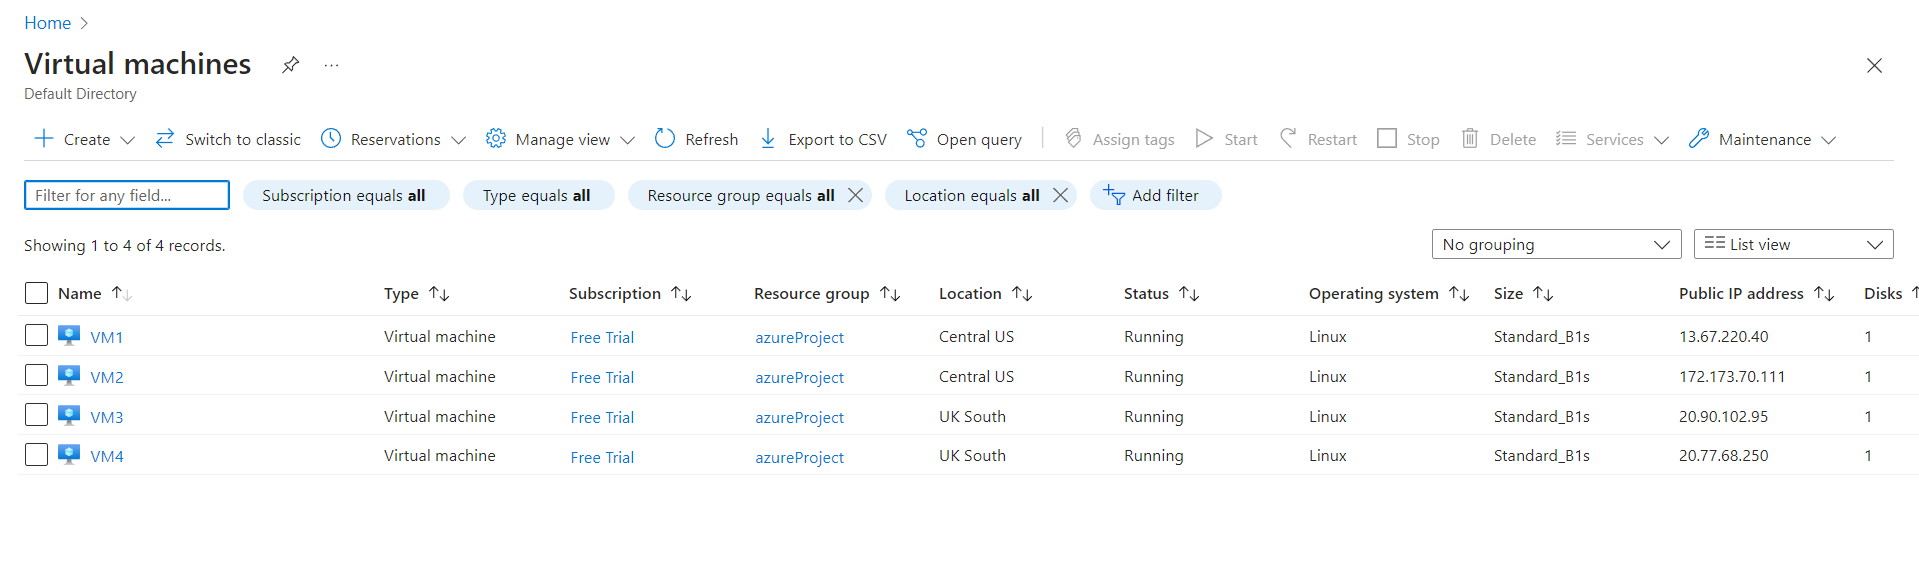 Home
Virtual machines
Default Directory
Create Switch to classic Reservations Manage view Refresh Export to CSV Open query Assign tags Start Restart Stop Delete Services Maintenance
Filter for any field... Subscription equals all Type equals all Resource group equals all Location equals all Add filter
Showing 1 to 4 of 4 records. No grouping List view
Name Type Subscription Resource group Location Status Operating system Size Public IP address Disks
VM1 Virtual machine Free Trial azureProject Central US Running Linux Standard_B1s 13.67.220.40 1
VM2 Virtual machine Free Trial azureProject Central US Running Linux Standard_B1s 172.173.70.111 1
VM3 Virtual machine Free Trial azureProject UK South Running Linux Standard_B1s 20.90.102.95 1
VM4 Virtual machine Free Trial azureProject UK South Running Linux Standard_B1s 20.77.68.250 1